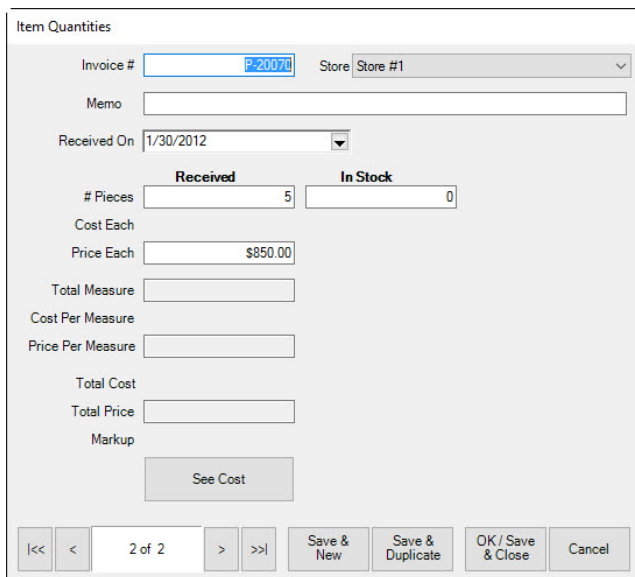 Item Quantities
Invoice # P-20070 Store Store #1
Memo
Received On 1/30/2012
Received In Stock
# Pieces 5 0
Cost Each
Price Each $850.00
Total Measure
Cost Per Measure
Price Per Measure
Total Cost
Total Price
Markup
See Cost
|<< < 2 of 2 > >>| Save & New Save & Duplicate OK / Save & Close Cancel